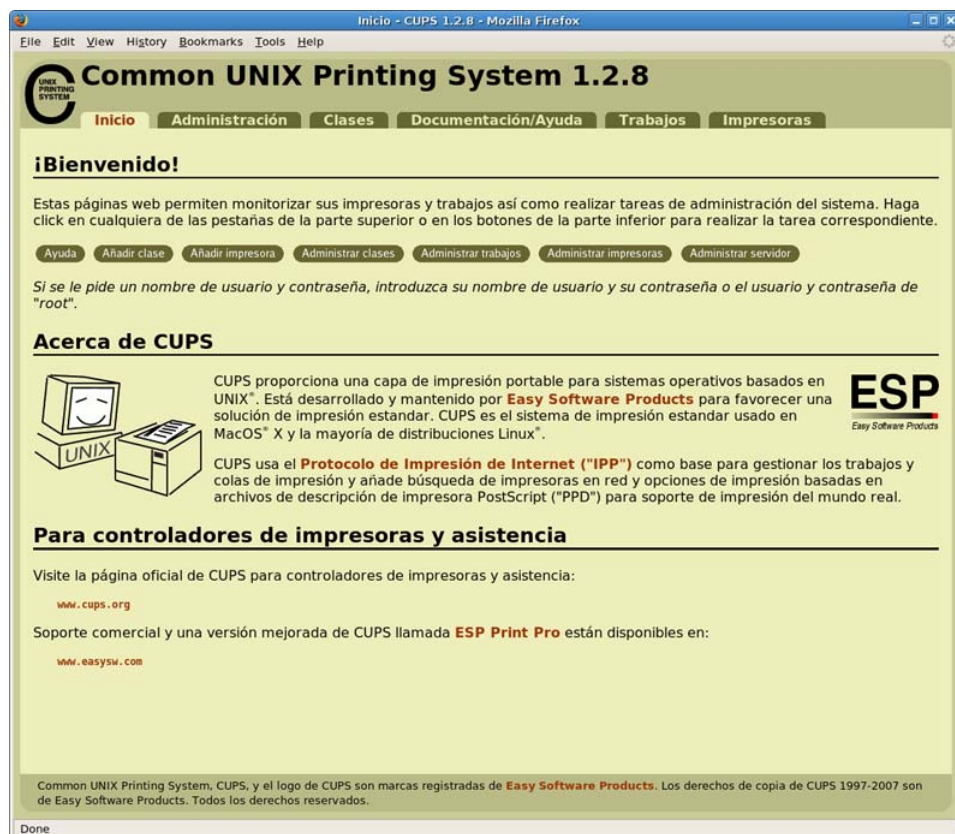 Inicio - CUPS 1.2.8 - Mozilla Firefox
File Edit View History Bookmarks Tools Help
UNIX
PRINTING
SYSTEM
Common UNIX Printing System 1.2.8
Inicio Administración Clases Documentación/Ayuda Trabajos Impresoras
¡Bienvenido!
Estas páginas web permiten monitorizar sus impresoras y trabajos así como realizar tareas de administración del sistema. Haga
click en cualquiera de las pestañas de la parte superior o en los botones de la parte inferior para realizar la tarea correspondiente.
Ayuda Añadir clase Añadir impresora Administrar clases Administrar trabajos Administrar impresoras Administrar servidor
Si se le pide un nombre de usuario y contraseña, introduzca su nombre de usuario y su contraseña o el usuario y contraseña de
"root".
Acerca de CUPS
UNIX
CUPS proporciona una capa de impresión portable para sistemas operativos basados en
UNIX®. Está desarrollado y mantenido por Easy Software Products para favorecer una
solución de impresión estandar. CUPS es el sistema de impresión estandar usado en
MacOS® X y la mayoría de distribuciones Linux®.
ESP
Easy Software Products
CUPS usa el Protocolo de Impresión de Internet ("IPP") como base para gestionar los trabajos y
colas de impresión y añade búsqueda de impresoras en red y opciones de impresión basadas en
archivos de descripción de impresora PostScript ("PPD") para soporte de impresión del mundo real.
Para controladores de impresoras y asistencia
Visite la página oficial de CUPS para controladores de impresoras y asistencia:
www.cups.org
Soporte comercial y una versión mejorada de CUPS llamada ESP Print Pro están disponibles en:
www.easysw.com
Common UNIX Printing System, CUPS, y el logo de CUPS son marcas registradas de Easy Software Products. Los derechos de copia de CUPS 1997-2007 son
de Easy Software Products. Todos los derechos reservados.
Done